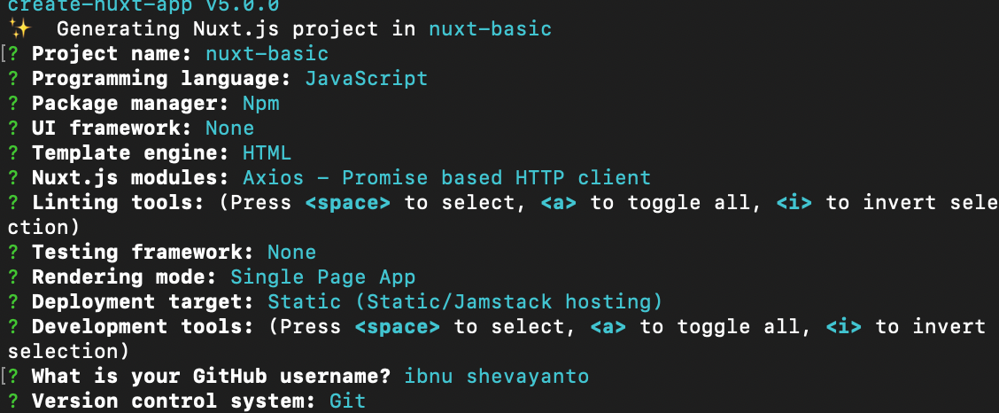 create-nuxt-app v5.0.0
✨ Generating Nuxt.js project in nuxt-basic
[? Project name: nuxt-basic
? Programming language: JavaScript
? Package manager: Npm
? UI framework: None
? Template engine: HTML
? Nuxt.js modules: Axios - Promise based HTTP client
? Linting tools: (Press <space> to select, <a> to toggle all, <i> to invert sele
ction)
? Testing framework: None
? Rendering mode: Single Page App
? Deployment target: Static (Static/Jamstack hosting)
? Development tools: (Press <space> to select, <a> to toggle all, <i> to invert
selection)
[? What is your GitHub username? ibnu shevayanto
? Version control system: Git